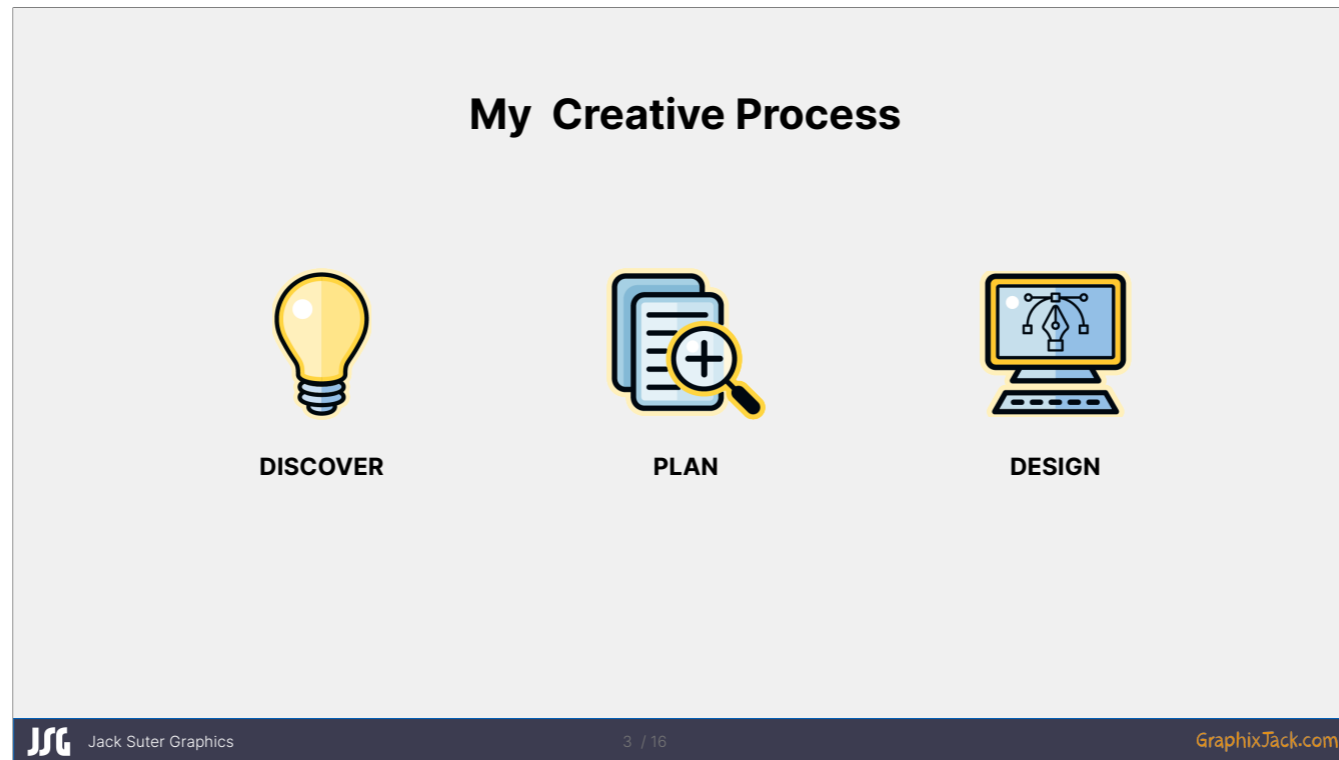 My  Creative Process
DISCOVER
PLAN
DESIGN
JSG Jack Suter Graphics
3 / 16
GraphixJack.com